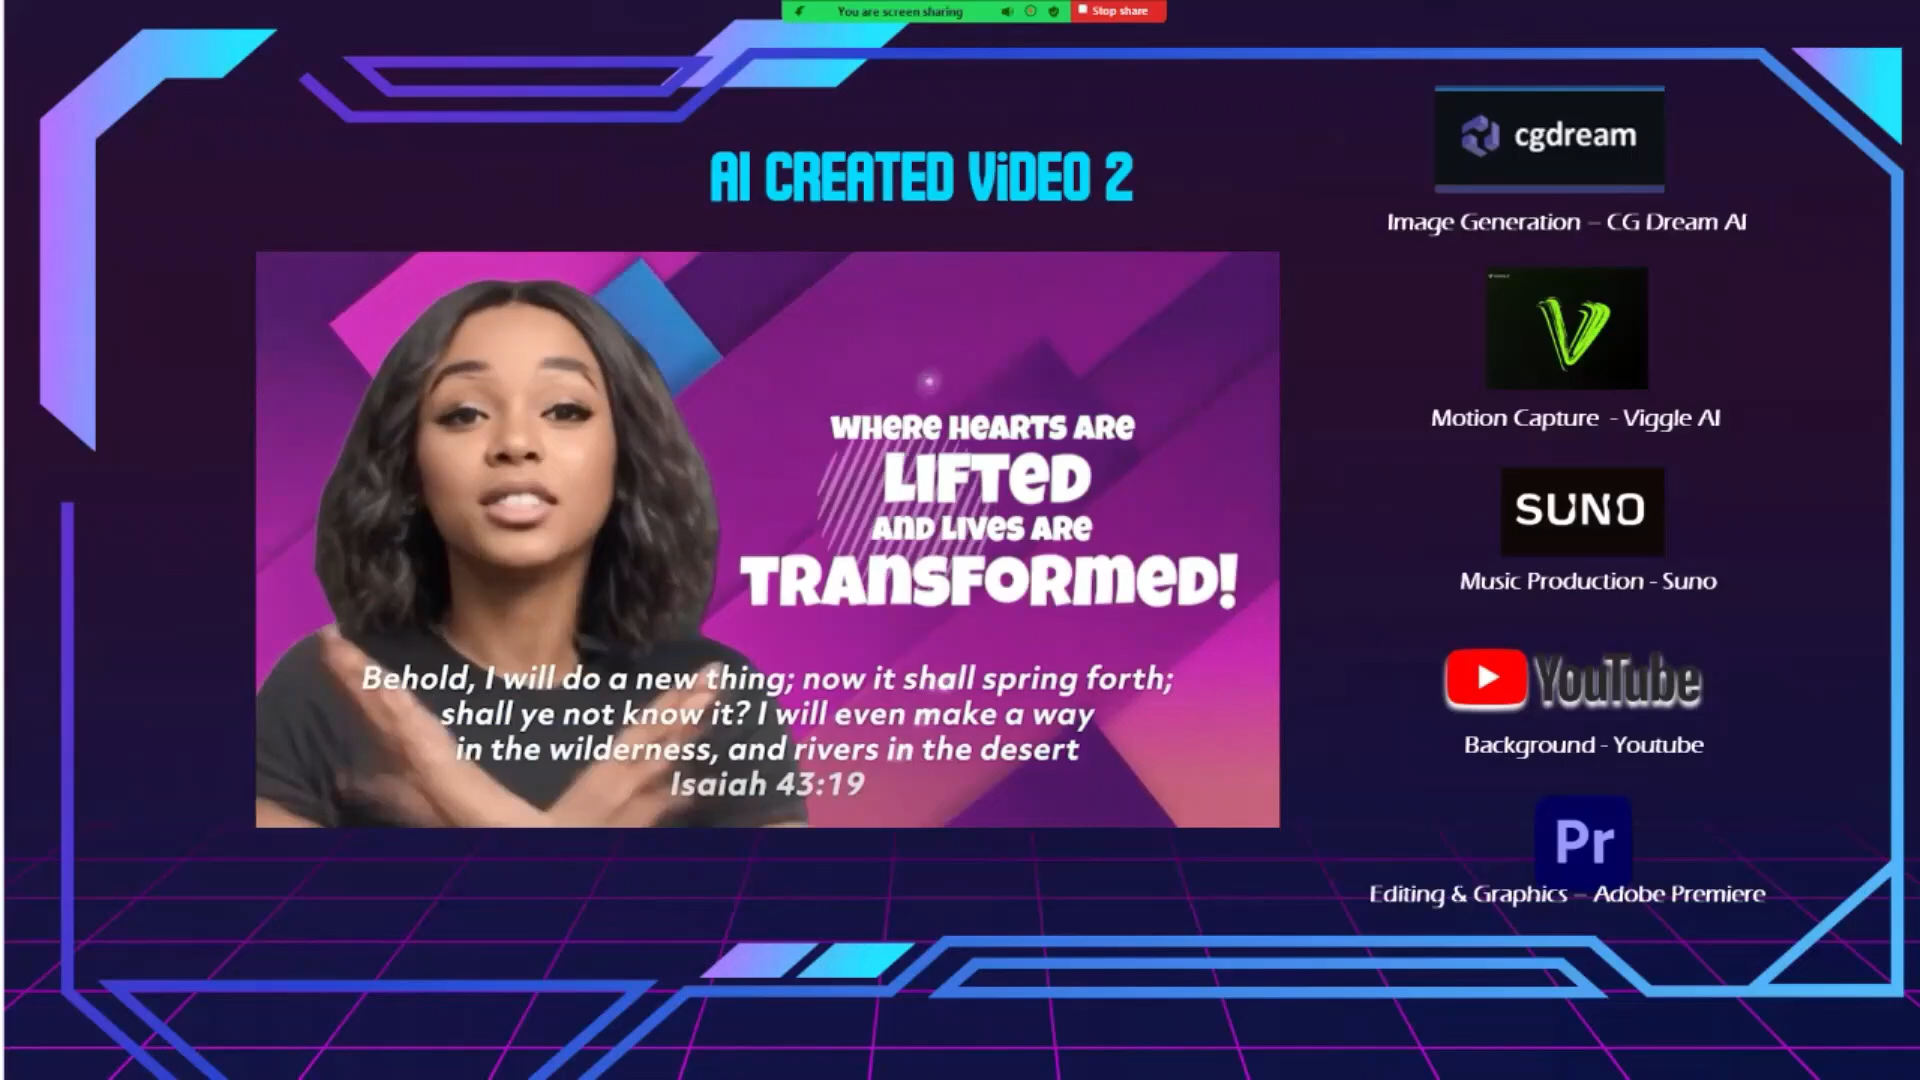 You are screen sharing
Stop share
AI CREATED ViDEO 2
WHERE HEARTS ARE
LIFTED
AND LIVES ARE
TRANSFORMED!
Behold, I will do a new thing; now it shall spring forth;
shall ye not know it? I will even make a way
in the wilderness, and rivers in the desert
Isaiah 43:19
cgdream
Image Generation – CG Dream AI
Motion Capture - Viggle AI
SUNO
Music Production - Suno
YouTube
Background - Youtube
Pr
Editing & Graphics – Adobe Premiere